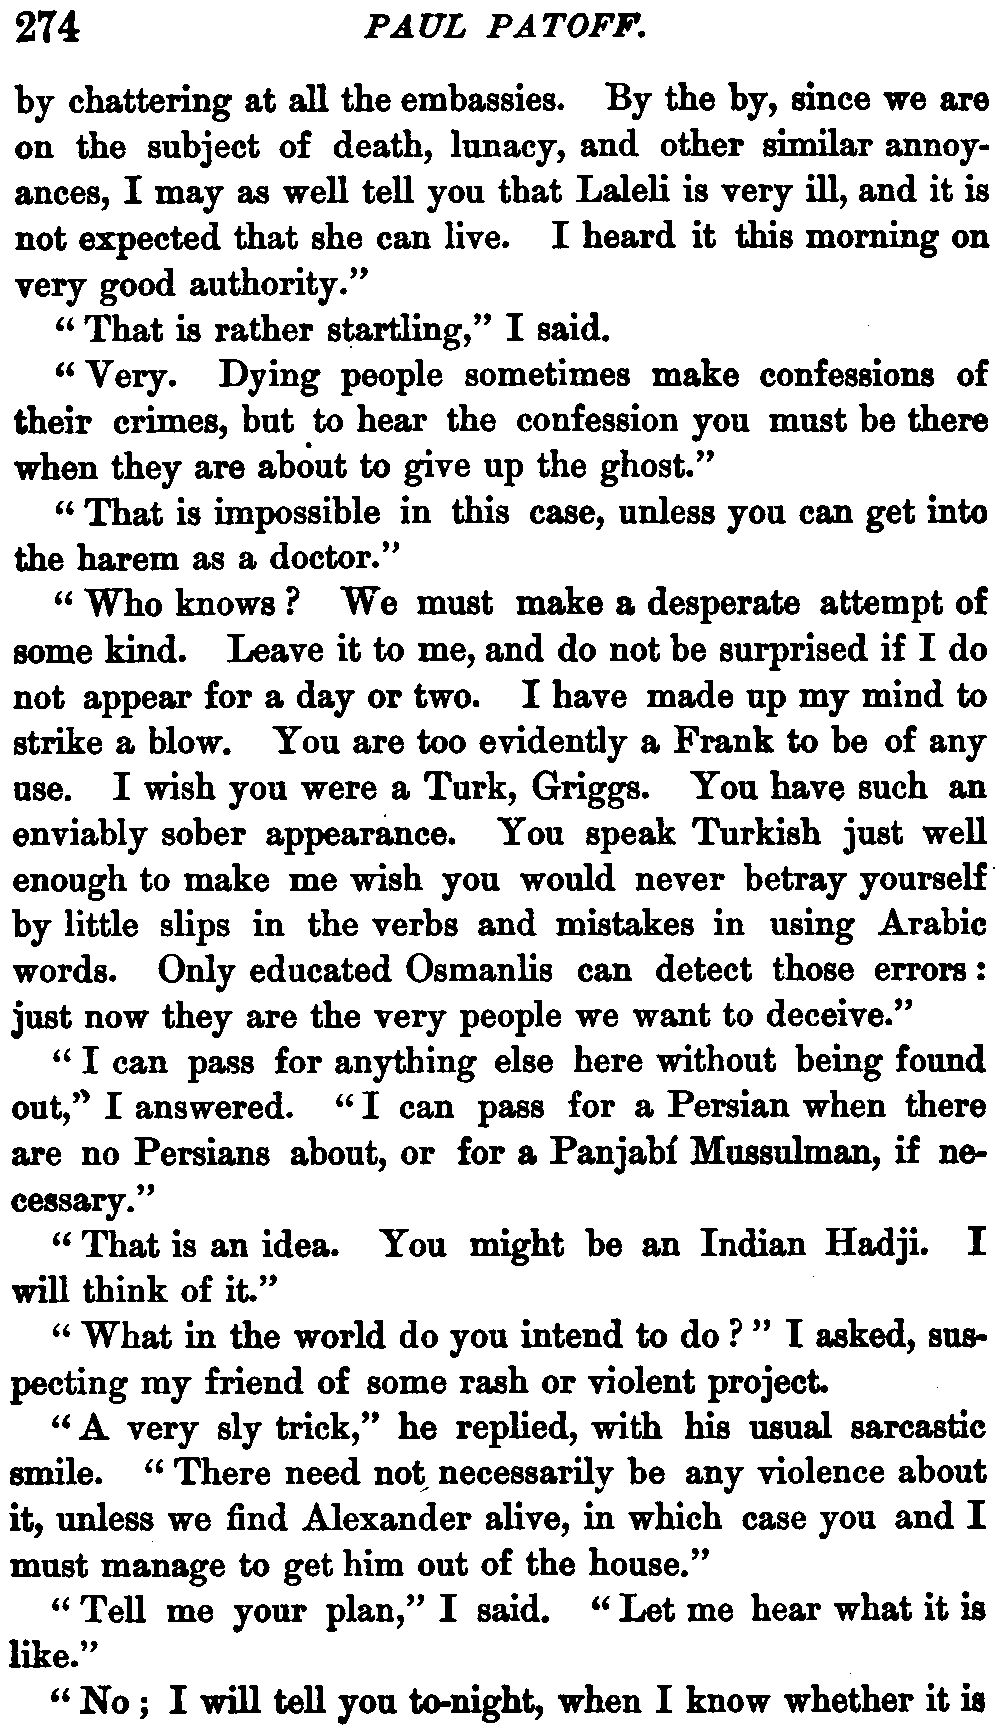 274 PAUL PATOFF.
by chattering at all the embassies. By the by, since we are
on the subject of death, lunacy, and other similar annoy-
ances, I may as well tell you that Laleli is very ill, and it is
not expected that she can live. I heard it this morning on
very good authority.”
“ That is rather startling,” I said.
“ Very. Dying people sometimes make confessions of
their crimes, but to hear the confession you must be there
when they are about to give up the ghost.”
“ That is impossible in this case, unless you can get into
the harem as a doctor.”
“ Who knows ? We must make a desperate attempt of
some kind. Leave it to me, and do not be surprised if I do
not appear for a day or two. I have made up my mind to
strike a blow. You are too evidently a Frank to be of any
use. I wish you were a Turk, Griggs. You have such an
enviably sober appearance. You speak Turkish just well
enough to make me wish you would never betray yourself
by little slips in the verbs and mistakes in using Arabic
words. Only educated Osmanlis can detect those errors :
just now they are the very people we want to deceive.”
“ I can pass for anything else here without being found
out,” I answered. “ I can pass for a Persian when there
are no Persians about, or for a Panjabí Mussulman, if ne-
cessary.”
“ That is an idea. You might be an Indian Hadji. I
will think of it.”
“ What in the world do you intend to do ? ” I asked, sus-
pecting my friend of some rash or violent project.
“ A very sly trick,” he replied, with his usual sarcastic
smile. “ There need not necessarily be any violence about
it, unless we find Alexander alive, in which case you and I
must manage to get him out of the house.”
“ Tell me your plan,” I said. “ Let me hear what it is
like.”
“ No ; I will tell you to-night, when I know whether it is